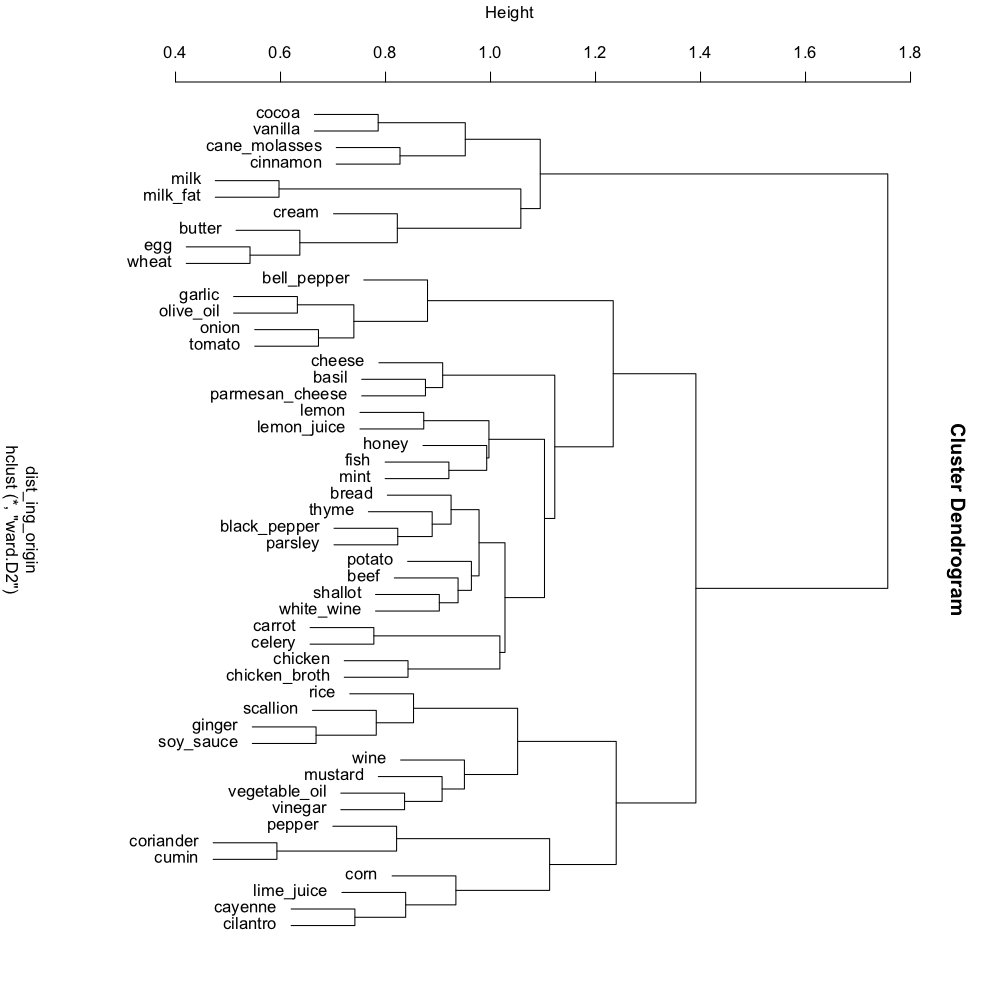 Height
0.4 0.6 0.8 1.0 1.2 1.4 1.6 1.8
cocoa
vanilla
cane_molasses
cinnamon
milk
milk_fat
cream
butter
egg
wheat
bell_pepper
garlic
olive_oil
onion
tomato
cheese
basil
parmesan_cheese
lemon
lemon_juice
honey
fish
mint
bread
thyme
black_pepper
parsley
potato
beef
shallot
white_wine
carrot
celery
chicken
chicken_broth
rice
scallion
ginger
soy_sauce
wine
mustard
vegetable_oil
vinegar
pepper
coriander
cumin
corn
lime_juice
cayenne
cilantro
Cluster Dendrogram
dist_ing_origin
hclust (*, "ward.D2")